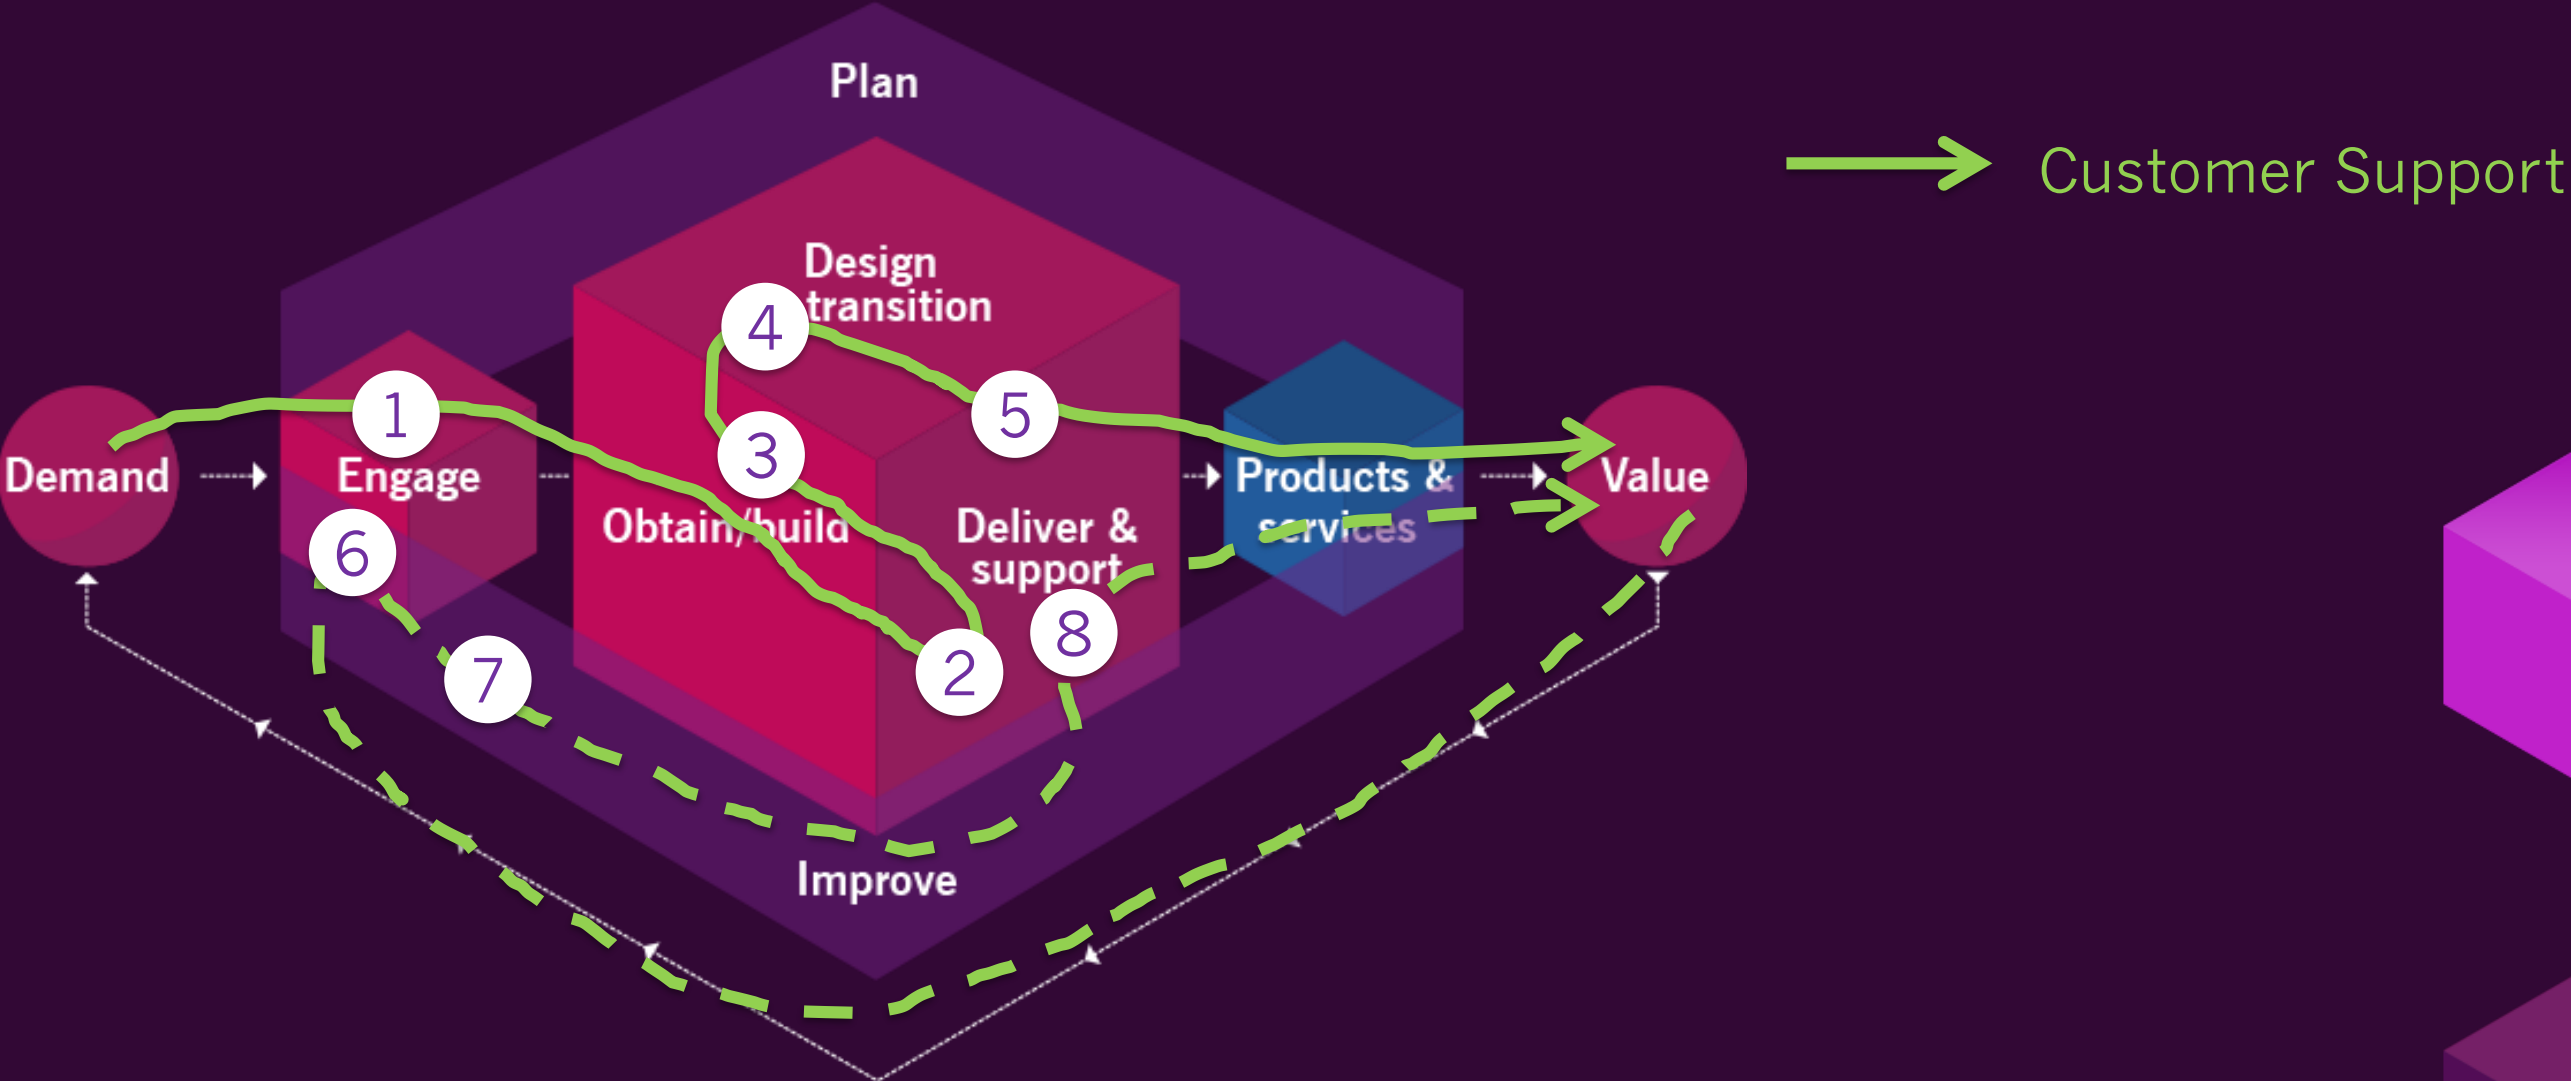 Plan
Customer Support
Design
transition
4
1
5
3
Demand
Engage
Products &
services
Value
Obtain/build
Deliver &
support
6
8
2
7
Improve